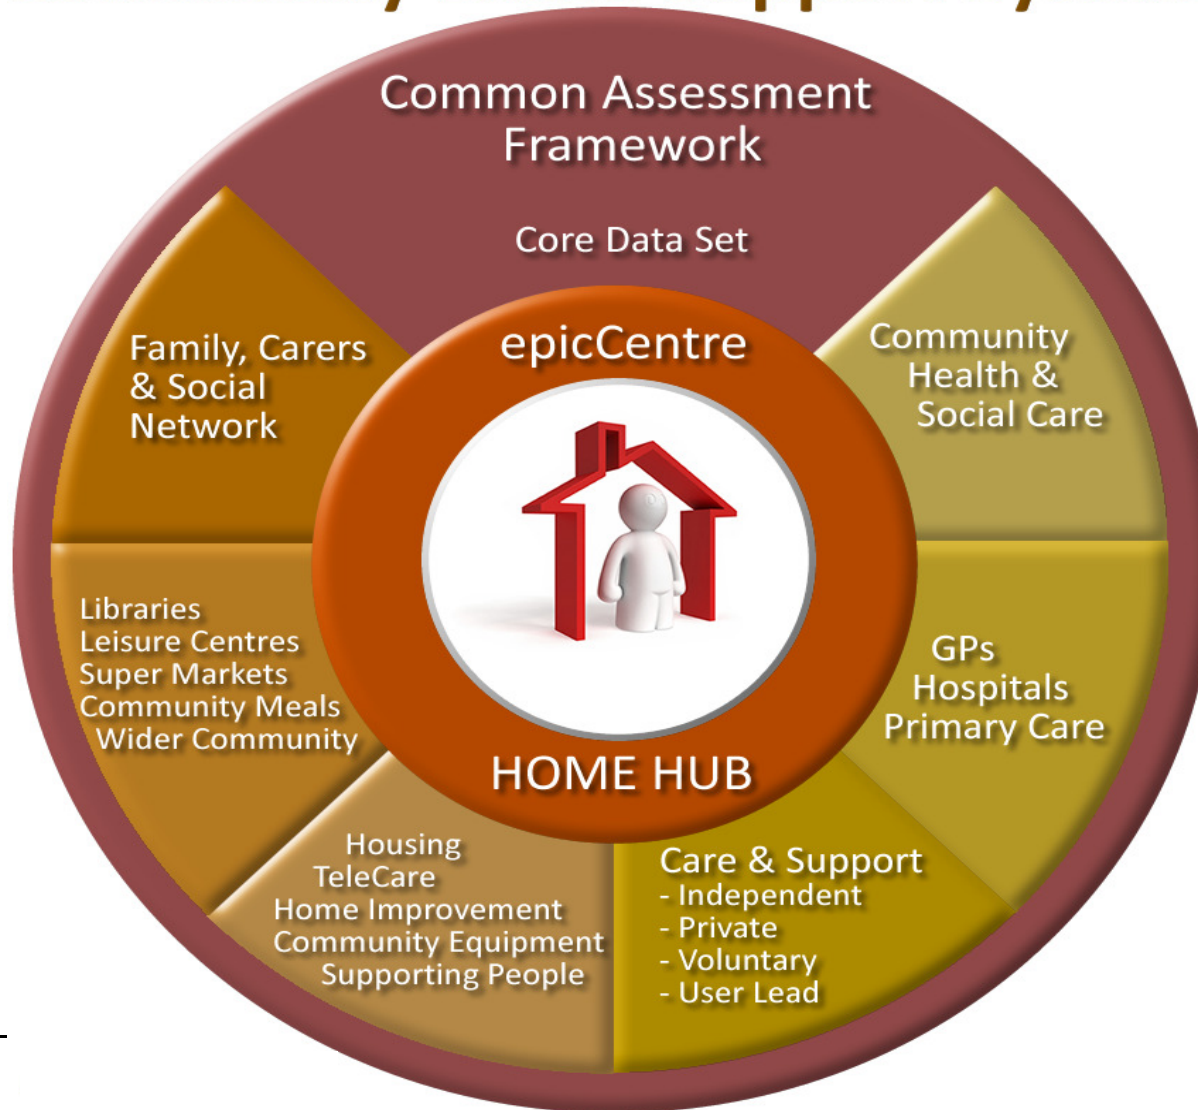 Common Assessment
Framework
Core Data Set
epicCentre
HOME HUB
Community
Health &
Social Care
GPs
Hospitals
Primary Care
Care & Support
- Independent
- Private
- Voluntary
- User Lead
Housing
TeleCare
Home Improvement
Community Equipment
Supporting People
Libraries
Leisure Centres
Super Markets
Community Meals
Wider Community
Family, Carers
& Social
Network